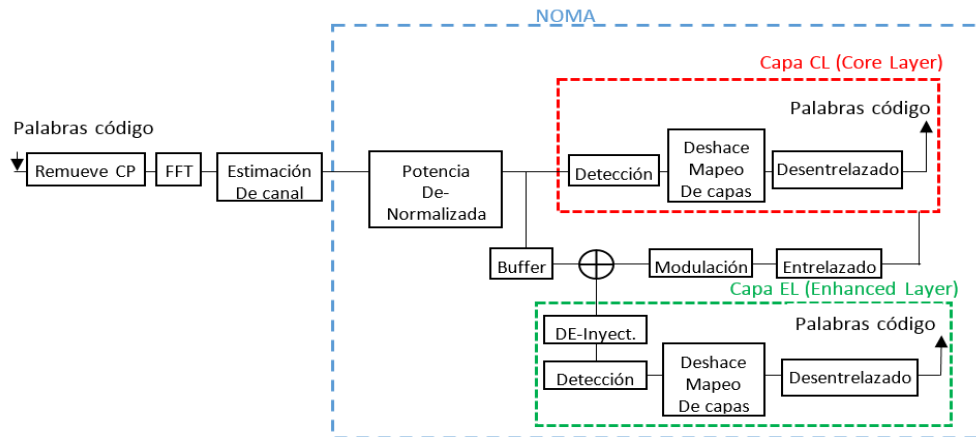 NOMA
Capa CL (Core Layer)
Palabras código
Palabras código
Remueve CP
FFT
Estimación
De canal
Potencia
De-
Normalizada
Detección
Deshace
Mapeo
De capas
Desentrelazado
Buffer
Modulación
Entrelazado
Capa EL (Enhanced Layer)
Palabras código
DE-Inyect.
Detección
Deshace
Mapeo
De capas
Desentrelazado